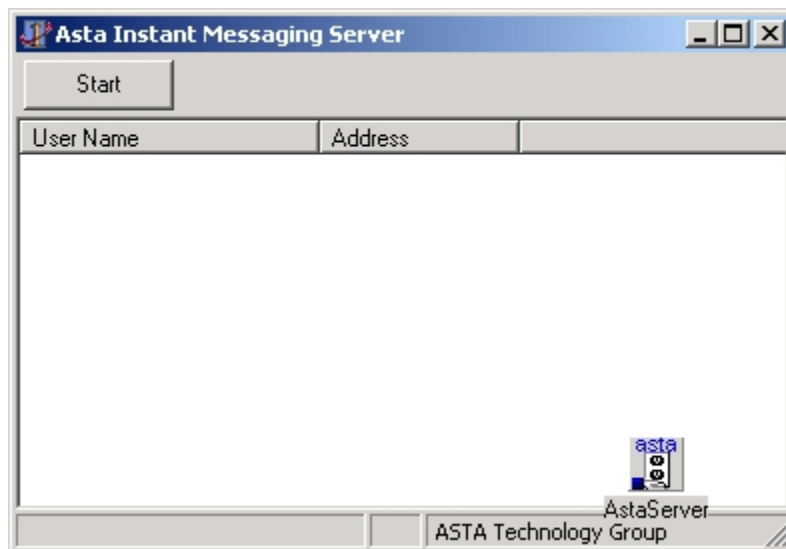 Asta Instant Messaging Server
Start
User Name Address
asta
AstaServer
ASTA Technology Group